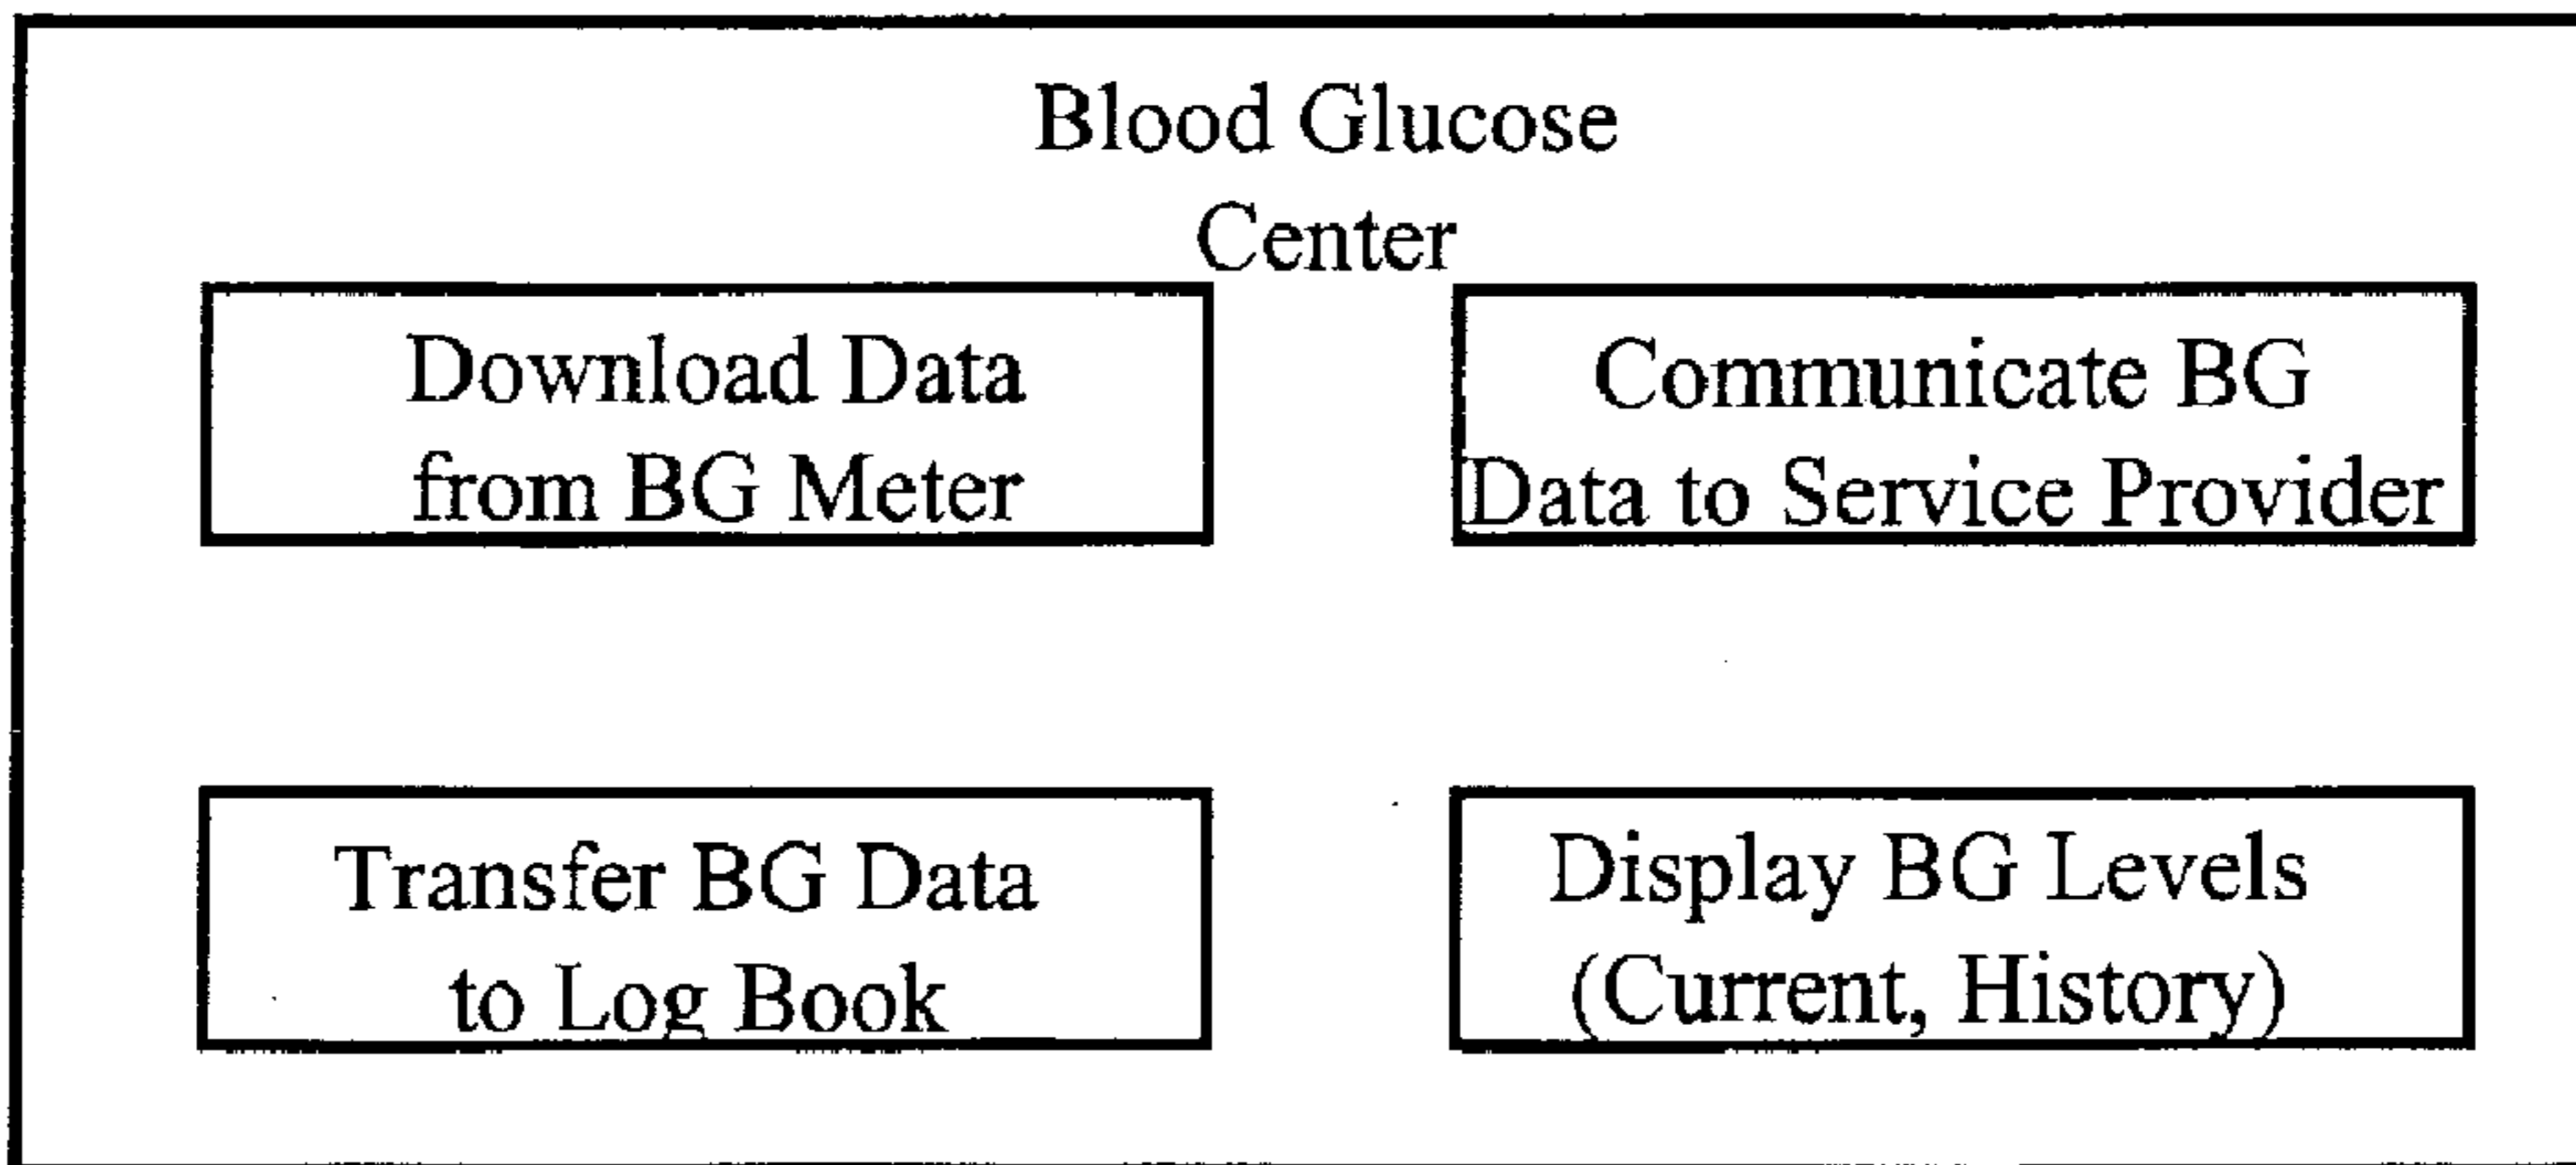 Blood Glucose
Center
Download Data
from BG Meter
Communicate BG
Data to Service Provider
Transfer BG Data
to Log Book
Display BG Levels
(Current, History)